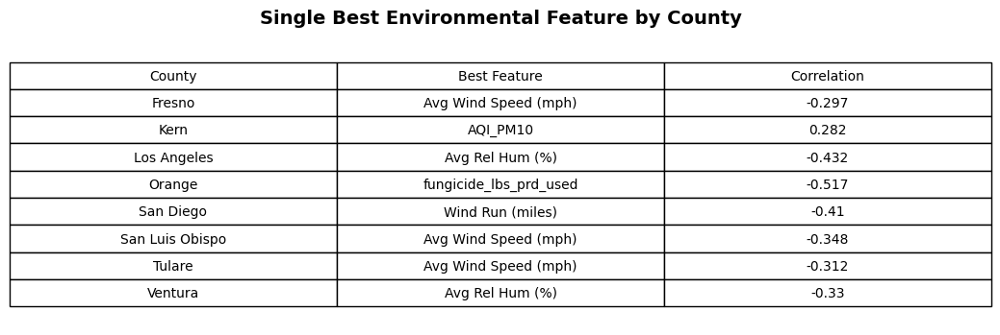 Single Best Environmental Feature by County
County Best Feature Correlation
Fresno Avg Wind Speed (mph) -0.297
Kern AQI_PM10 0.282
Los Angeles Avg Rel Hum (%) -0.432
Orange fungicide_lbs_prd_used -0.517
San Diego Wind Run (miles) -0.41
San Luis Obispo Avg Wind Speed (mph) -0.348
Tulare Avg Wind Speed (mph) -0.312
Ventura Avg Rel Hum (%) -0.33